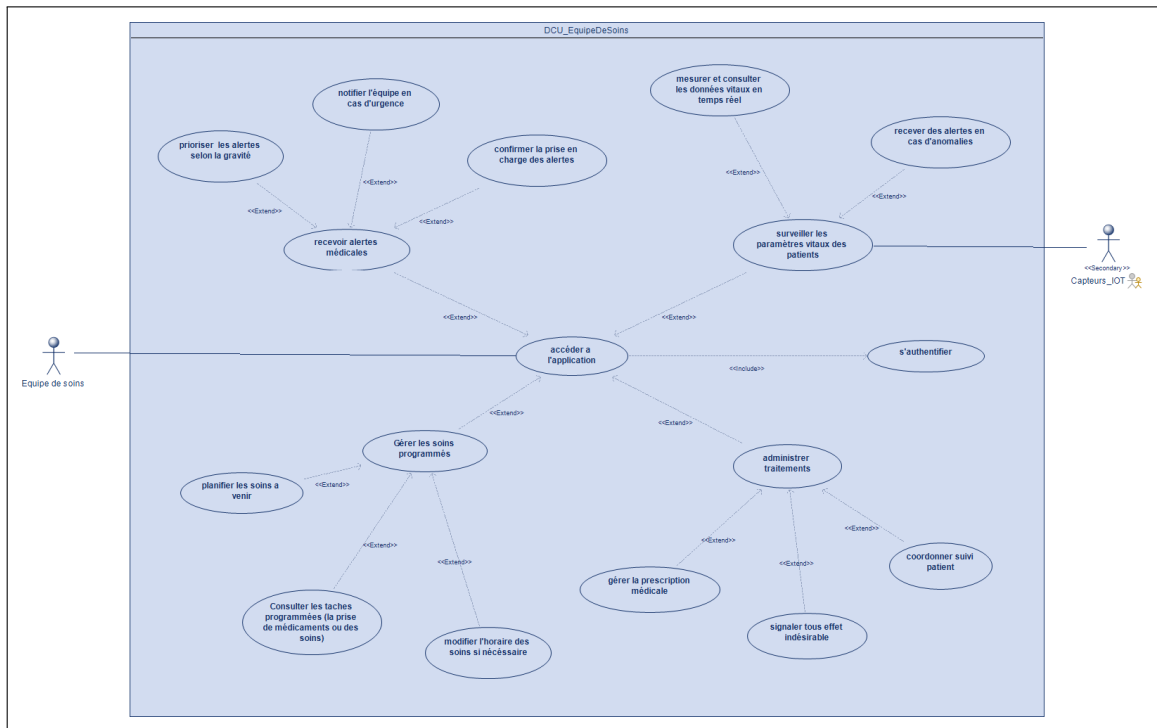 DCU_EquipeDeSoins
mesurer et consulter
les données vitaux en
temps réel
notifier l'équipe en
cas d'urgence
recever des alertes en
cas d'anomalies
prioriser les alertes
selon la gravité
confirmer la prise en
charge des alertes
<<Extend>>
<<Extend>>
<<Extend>>
<<Extend>>
<<Extend>>
recevoir alertes
médicales
surveiller les
paramètres vitaux des
patients
<<Secondary>>
Capteurs_IOT
<<Extend>>
<<Extend>>
accéder a
l'application
s'authentifier
<<Include>>
Equipe de soins
<<Extend>>
<<Extend>>
Gérer les soins
programmés
administrer
traitements
planifier les soins a
venir
<<Extend>>
<<Extend>>
<<Extend>>
<<Extend>>
<<Extend>>
<<Extend>>
coordonner suivi
patient
gérer la prescription
médicale
Consulter les taches
programmées (la prise
de médicaments ou des
soins)
signaler tous effet
indésirable
modifier l'horaire des
soins si nécéssaire